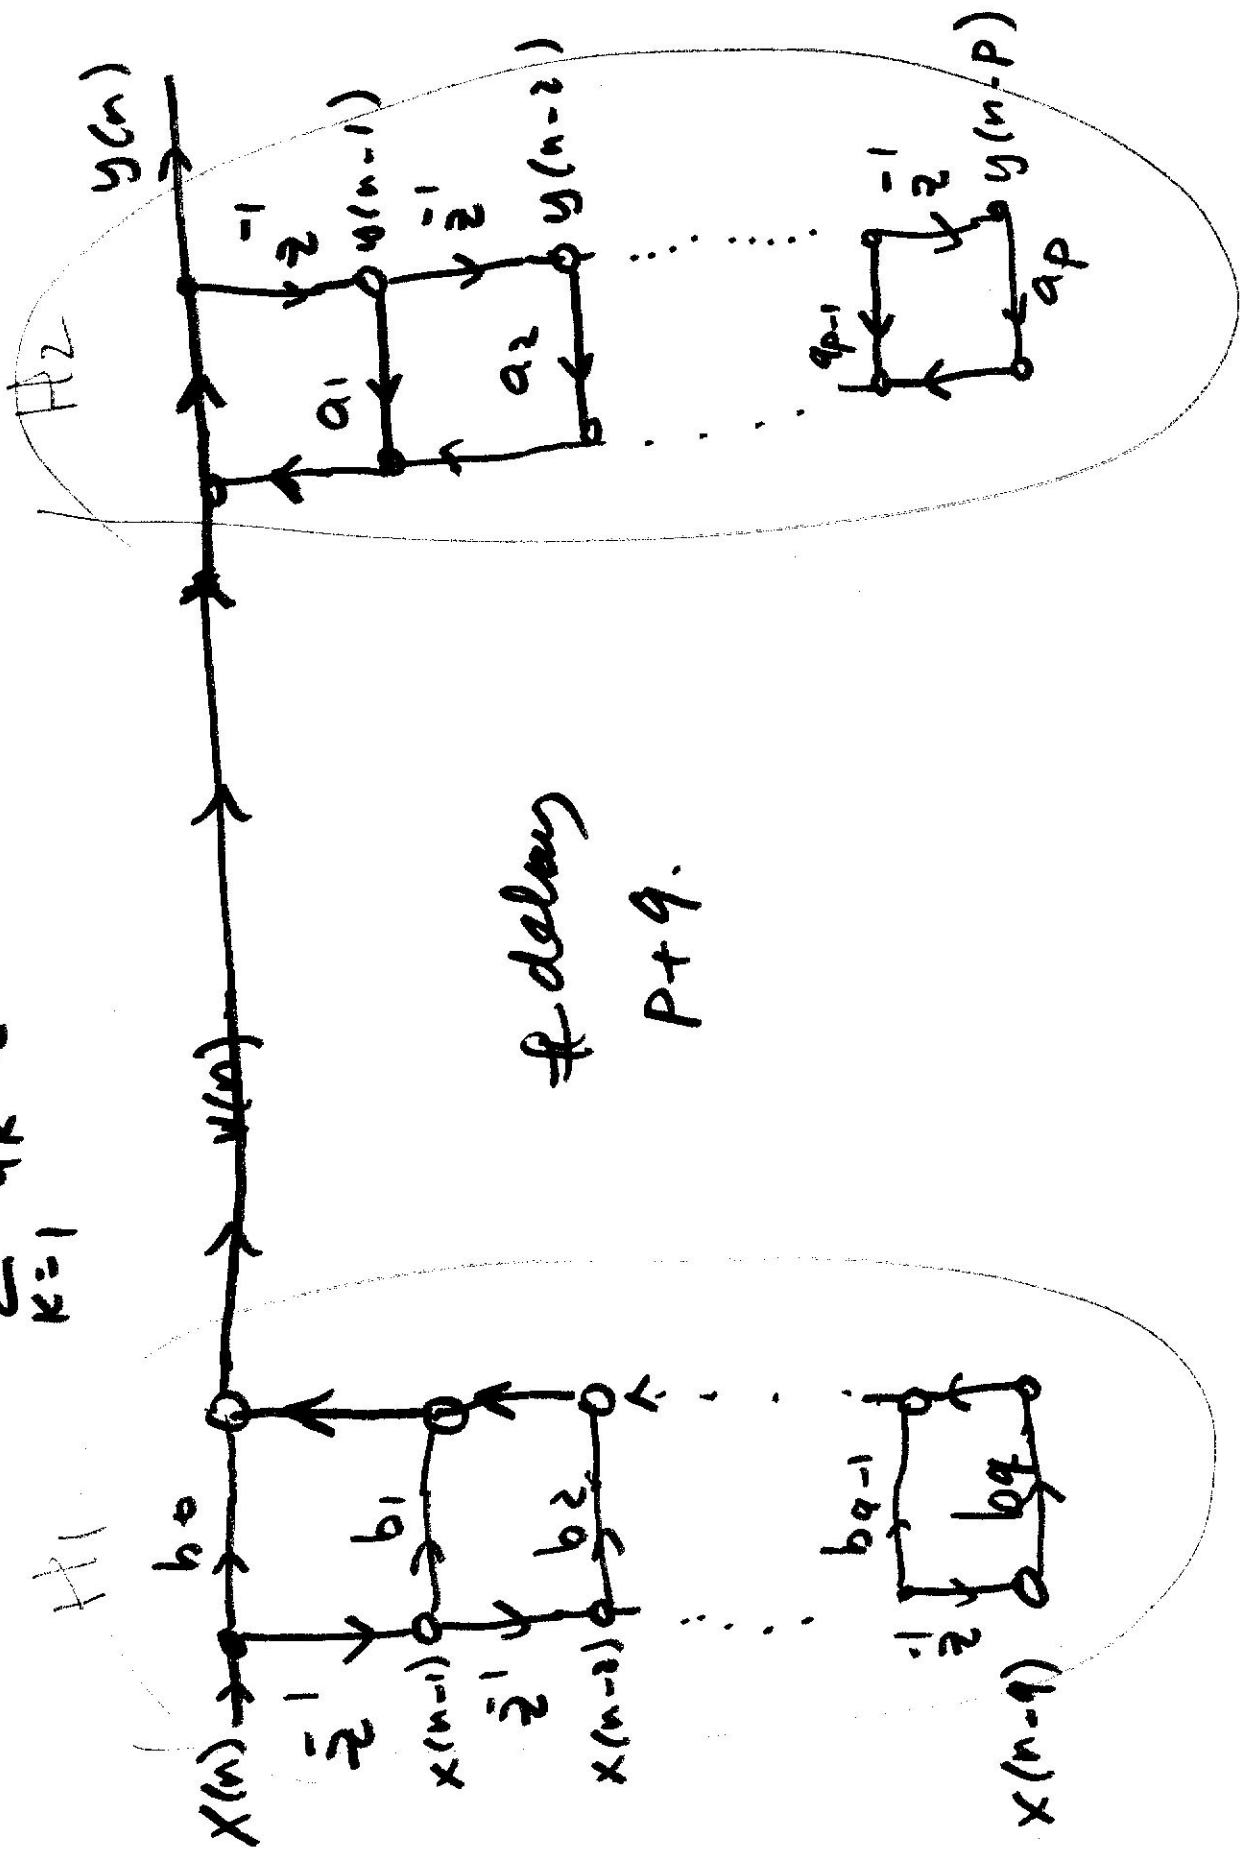 K=1
H1 H2
y(n)
b0
x(n) z^-1 z^-1
b1 a1 y(n-1)
x(n-1) z^-1 z^-1
# delays
b2 a2 y(n-2)
x(n-2)
P+q.
bq-1 ap-1
z^-1 z^-1
bq ap y(n-p)
x(n-q)